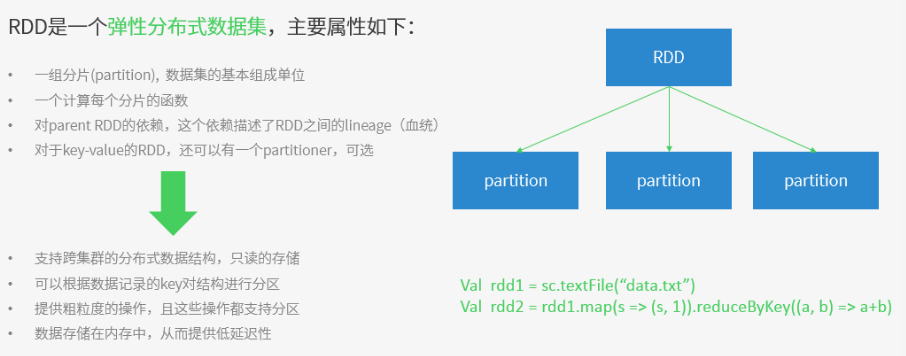 RDD是一个弹性分布式数据集，主要属性如下：
• 一组分片(partition), 数据集的基本组成单位
• 一个计算每个分片的函数
• 对parent RDD的依赖，这个依赖描述了RDD之间的lineage（血统）
• 对于key-value的RDD，还可以有一个partitioner，可选
• 支持跨集群的分布式数据结构，只读的存储
• 可以根据数据记录的key对结构进行分区
• 提供粗粒度的操作，且这些操作都支持分区
• 数据存储在内存中，从而提供低延迟性
RDD
partition
partition
partition
Val rdd1 = sc.textFile(“data.txt”)
Val rdd2 = rdd1.map(s => (s, 1)).reduceByKey((a, b) => a+b)